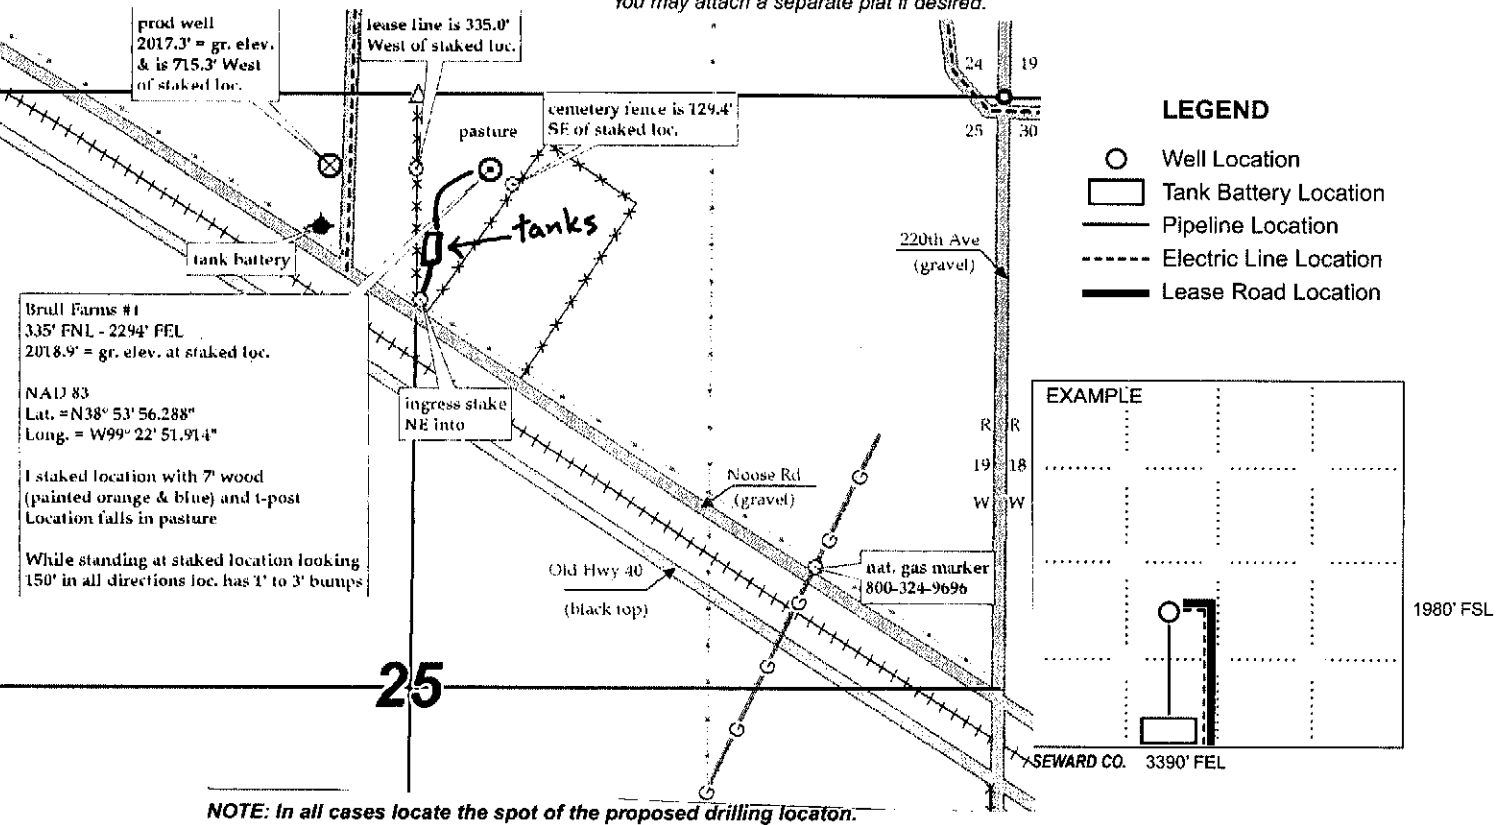 You may attach a separate plat if desired.
prod well
2017.3' = gr. elev.
& is 715.3' West
of staked loc.
lease line is 335.0'
West of staked loc.
cemetery fence is 129.4'
SE of staked loc.
pasture
tanks
tank battery
24 19
25 30
220th Ave
(gravel)
LEGEND
Well Location
Tank Battery Location
Pipeline Location
Electric Line Location
Lease Road Location
Brull Farms #1
335' FNL - 2294' FEL
2018.9' = gr. elev. at staked loc.
NAD 83
Lat. =N38° 53' 56.288"
Long. = W99° 22' 51.914"
I staked location with 7' wood
(painted orange & blue) and t-post
Location falls in pasture
While standing at staked location looking
150' in all directions loc. has 1' to 3' bumps
ingress stake
NE into
R R
19 18
W W
Noose Rd
(gravel)
Old Hwy 40
(black top)
nat. gas marker
800-324-9696
G
G
G
G
G
G
25
EXAMPLE
1980' FSL
SEWARD CO. 3390' FEL
NOTE: In all cases locate the spot of the proposed drilling locaton.